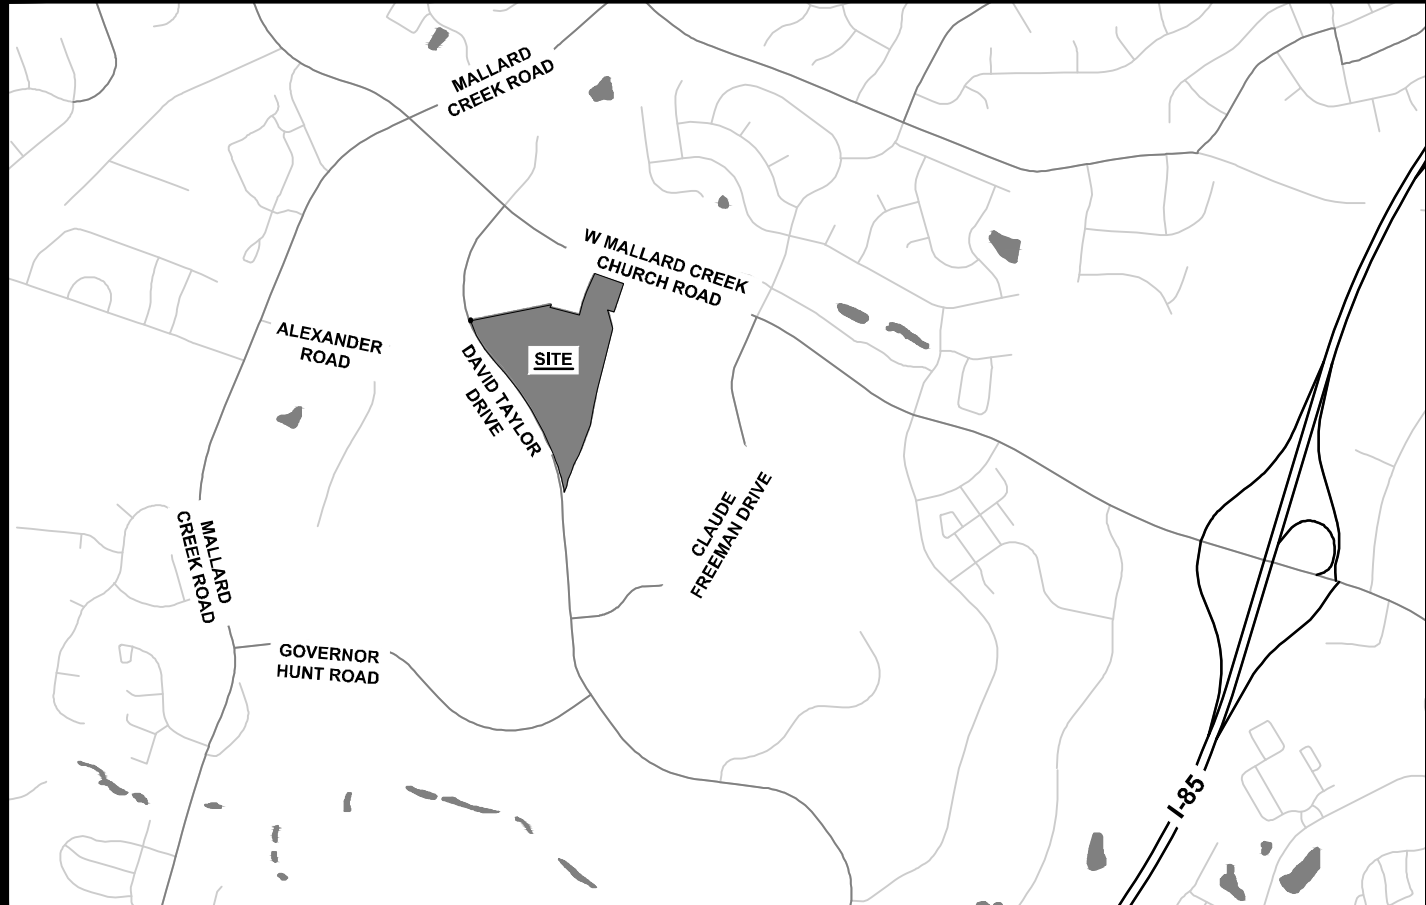 MALLARD
CREEK ROAD
W MALLARD CREEK
CHURCH ROAD
ALEXANDER
ROAD
SITE
DAVID TAYLOR
DRIVE
CLAUDE
FREEMAN DRIVE
MALLARD
CREEK ROAD
GOVERNOR
HUNT ROAD
I-85